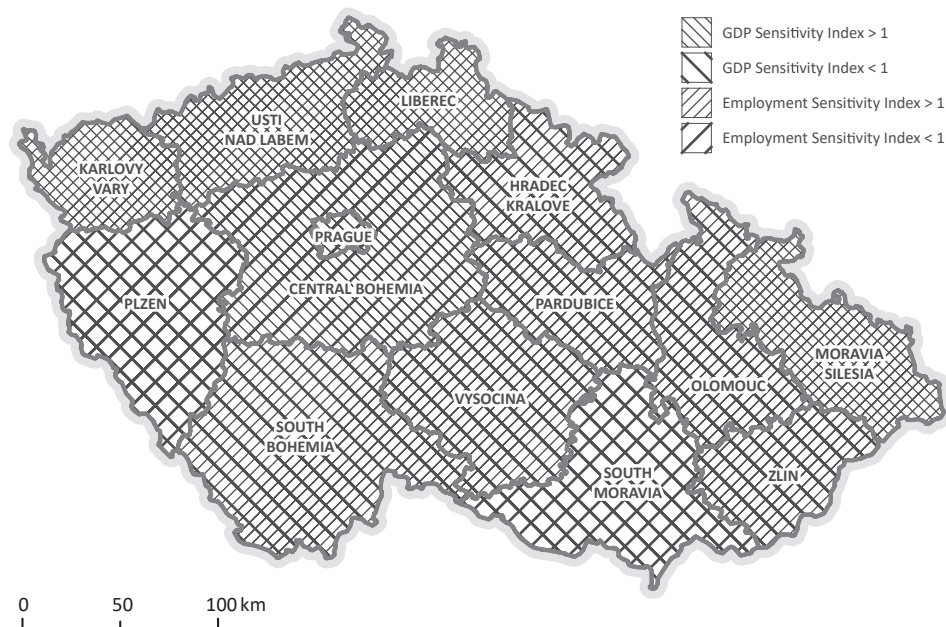 GDP Sensitivity Index > 1
GDP Sensitivity Index < 1
Employment Sensitivity Index > 1
Employment Sensitivity Index < 1
LIBEREC
USTI
NAD LABEM
KARLOVY
VARY
HRADEC
KRALOVE
PRAGUE
CENTRAL BOHEMIA
PLZEN
PARDUBICE
MORAVIA
SILESIA
OLOMOUC
VYSOCINA
SOUTH
BOHEMIA
SOUTH
MORAVIA
ZLIN
0 50 100 km